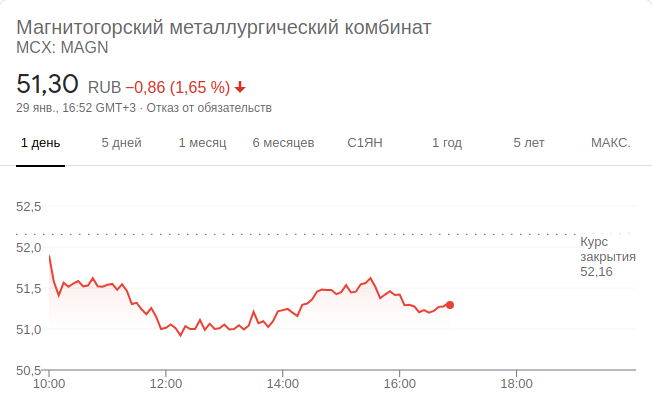 Магнитогорский металлургический комбинат
MCX: MAGN
51,30 RUB −0,86 (1,65 %)
29 янв., 16:52 GMT+3 · Отказ от обязательств
1 день 5 дней 1 месяц 6 месяцев С1ЯН 1 год 5 лет МАКС.
52,5
52,0
51,5
51,0
50,5
Курс
закрытия
52,16
10:00 12:00 14:00 16:00 18:00